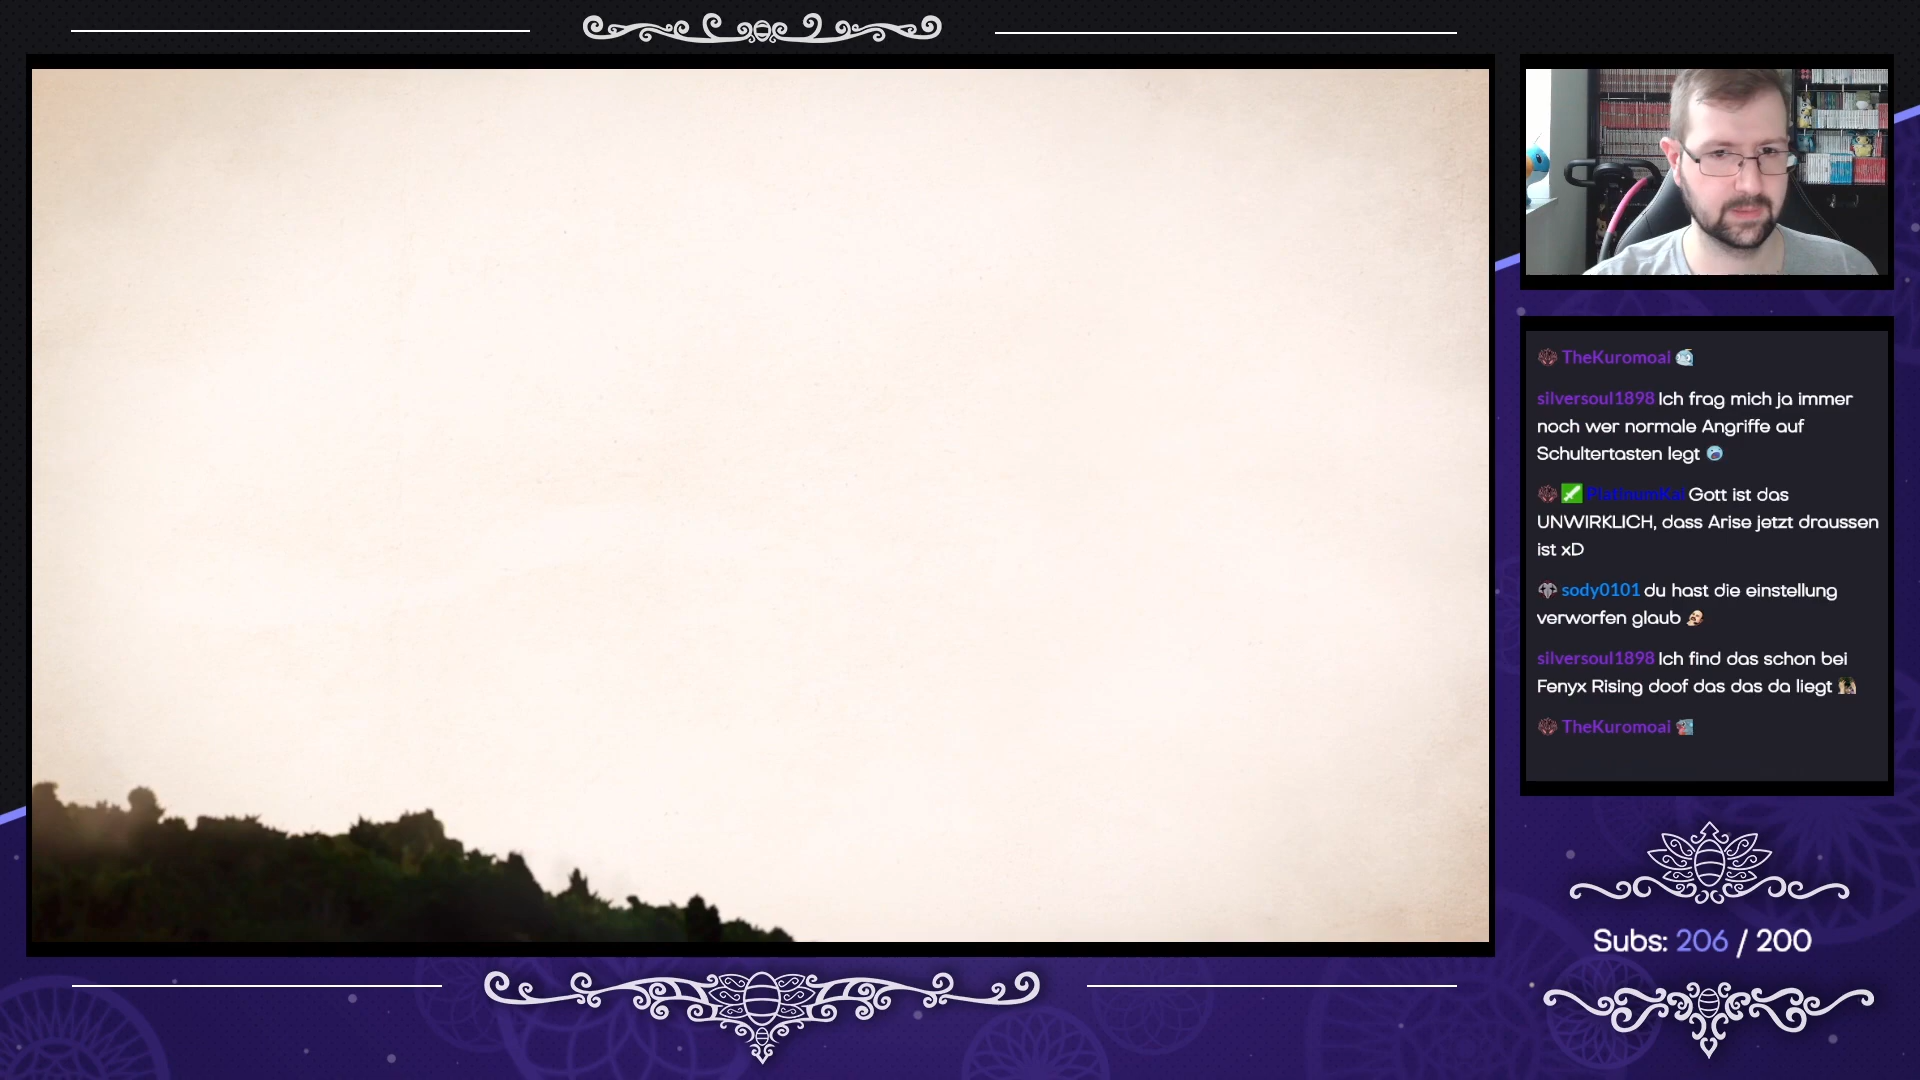 TheKuromoai
silversoul1898 Ich frag mich ja immer
noch wer normale Angriffe auf
Schultertasten legt
PlatinumKai Gott ist das
UNWIRKLICH, dass Arise jetzt draussen
ist xD
sody0101 du hast die einstellung
verworfen glaub
silversoul1898 Ich find das schon bei
Fenyx Rising doof das das da liegt
TheKuromoai
Subs: 206 / 200